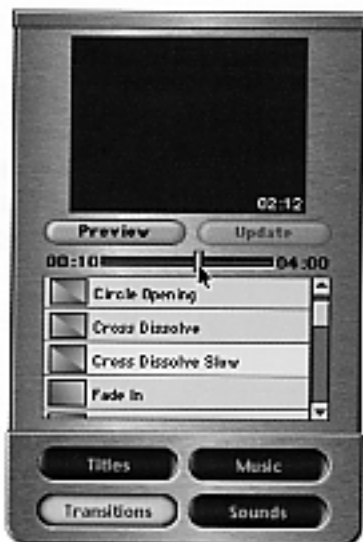 02:12
Preview Update
00:10 04:00
Circle Opening
Cross Dissolve
Cross Dissolve Slow
Fade In
Titles Music
Transitions Sounds